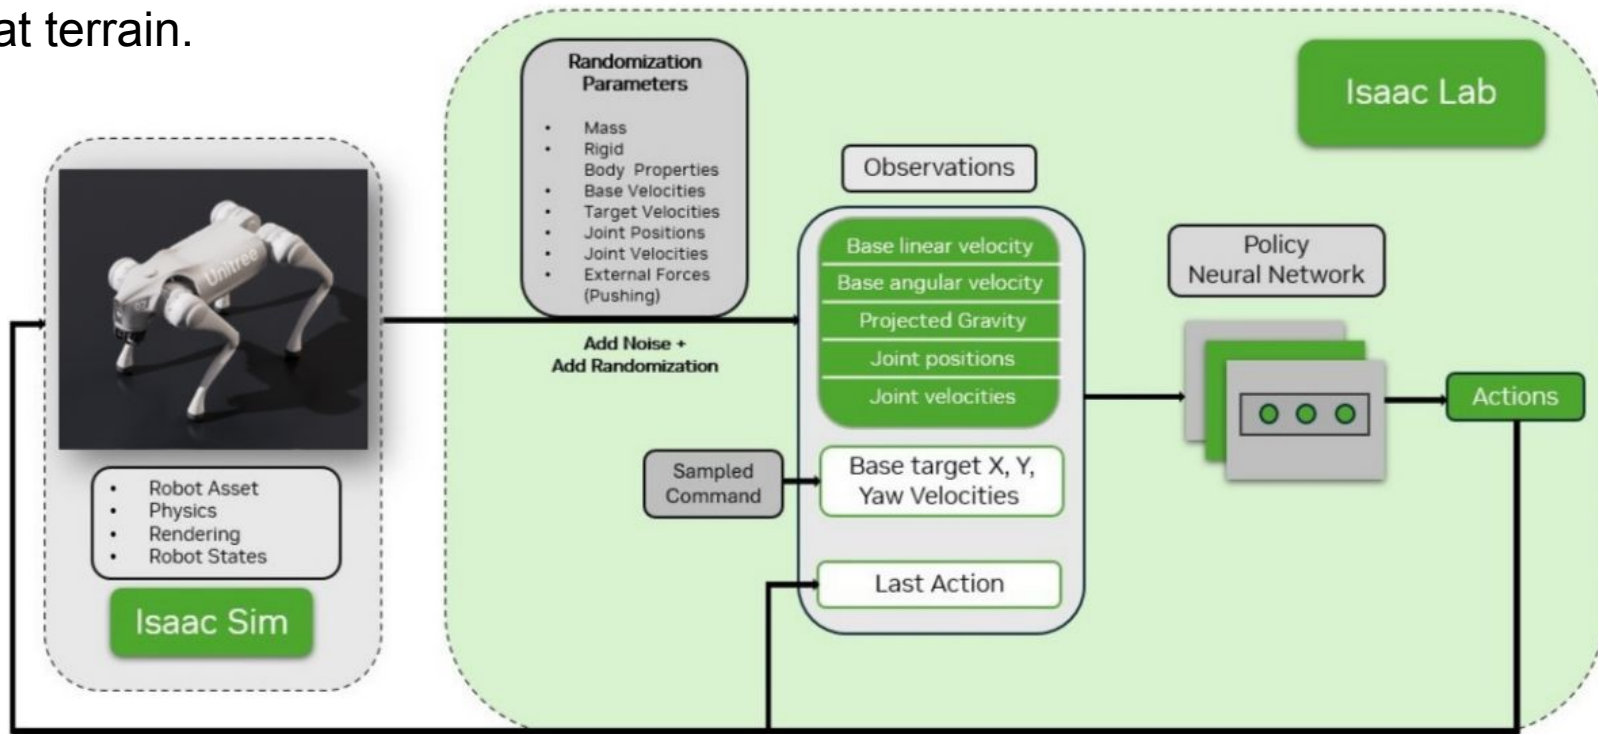 at terrain.
Randomization
Parameters
• Mass
• Rigid
Body Properties
• Base Velocities
• Target Velocities
• Joint Positions
• Joint Velocities
• External Forces
(Pushing)
Add Noise +
Add Randomization
Isaac Lab
Observations
Base linear velocity
Base angular velocity
Projected Gravity
Joint positions
Joint velocities
Sampled
Command
Base target X, Y,
Yaw Velocities
Last Action
Policy
Neural Network
Actions
Unitree
• Robot Asset
• Physics
• Rendering
• Robot States
Isaac Sim